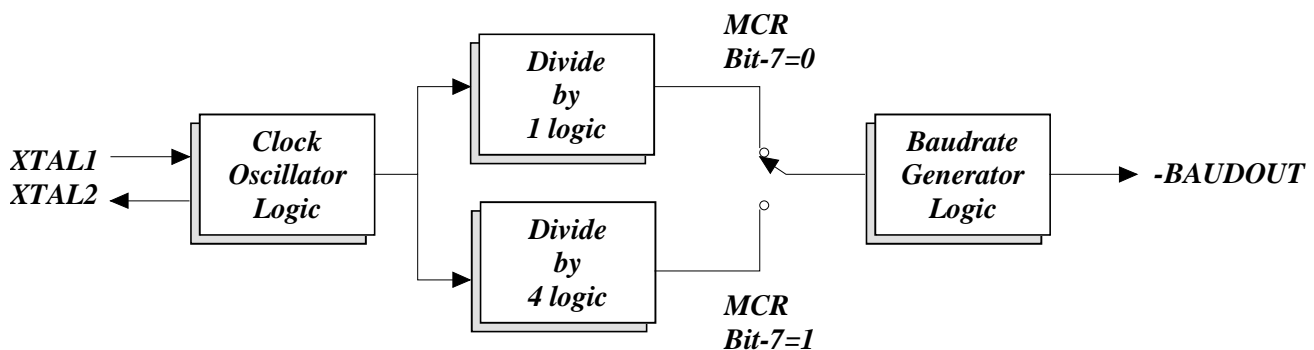 XTAL1
XTAL2
Clock
Oscillator
Logic
Divide
by
1 logic
Divide
by
4 logic
MCR
Bit-7=0
MCR
Bit-7=1
Baudrate
Generator
Logic
-BAUDOUT